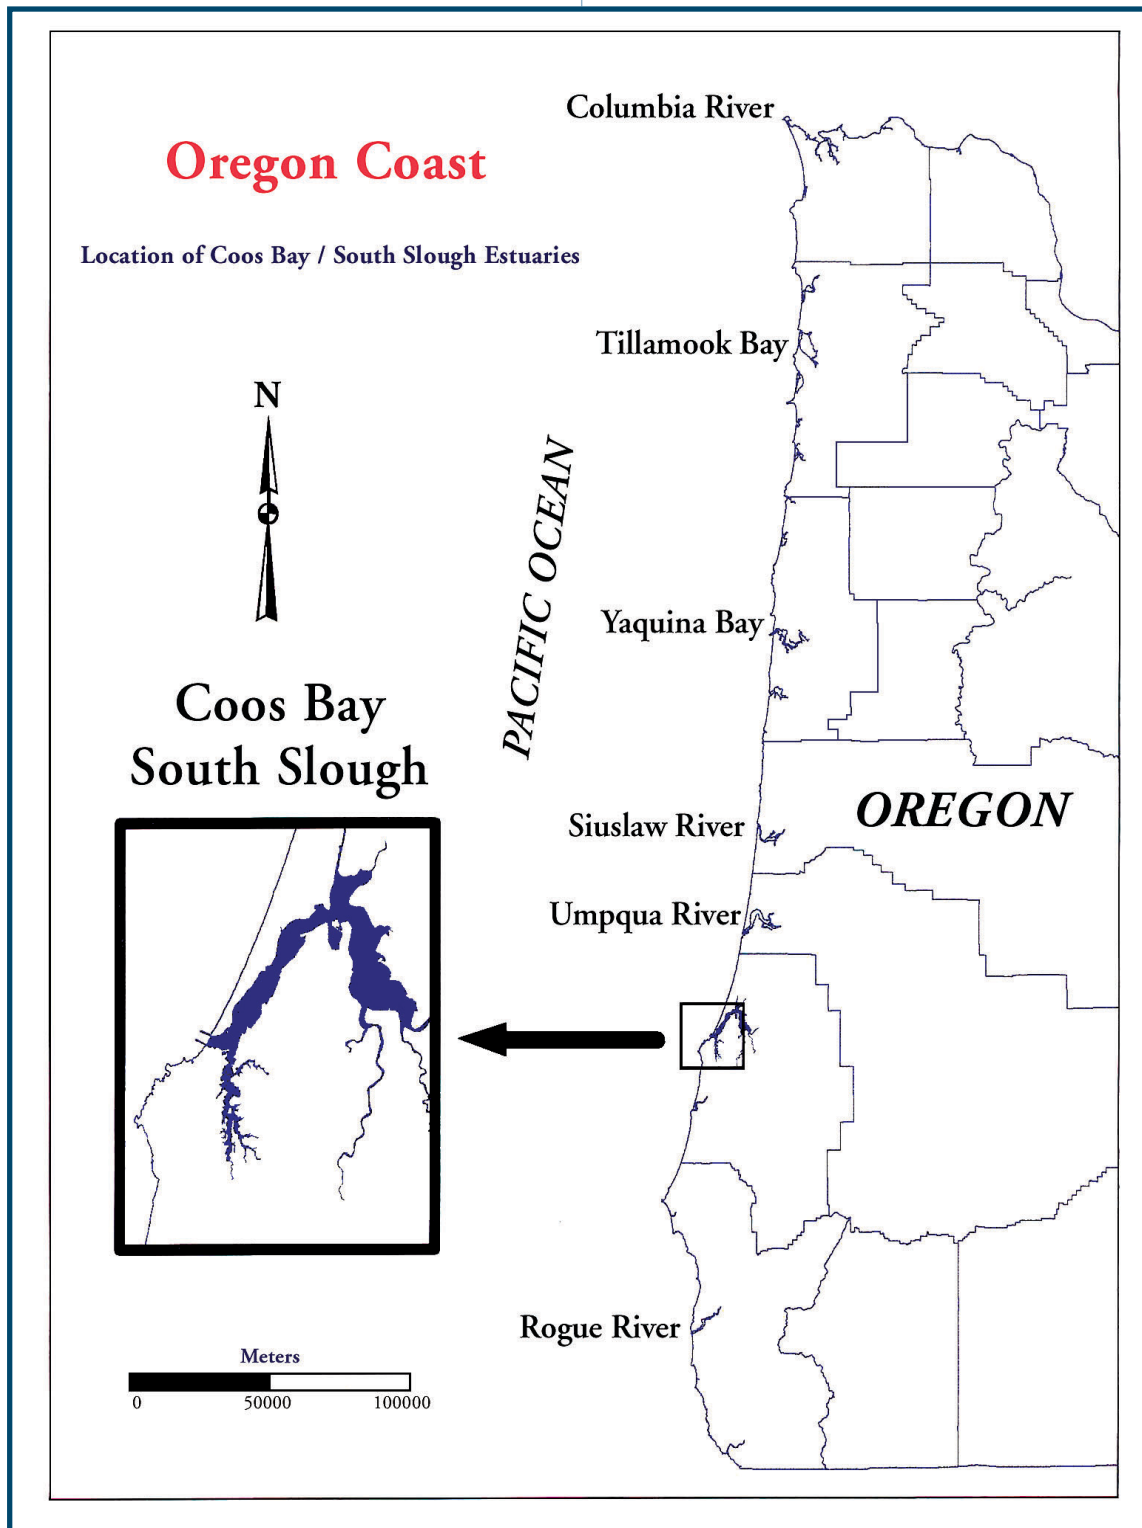 Columbia River
Oregon Coast
Location of Coos Bay / South Slough Estuaries
Tillamook Bay
N
PACIFIC OCEAN
Yaquina Bay
Coos Bay
South Slough
OREGON
Siuslaw River
Umpqua River
Rogue River
Meters
0 50000 100000